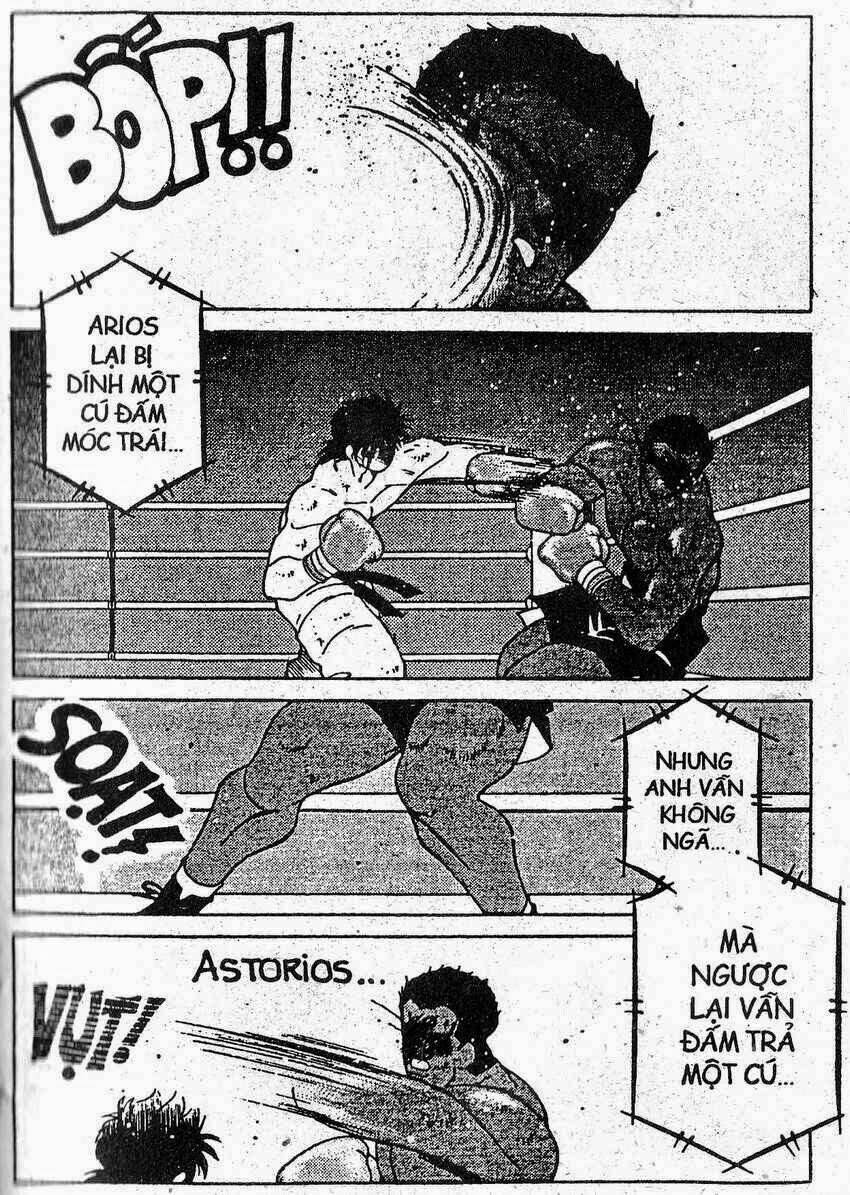 BỐP!!
ARIOS
LẠI BỊ
DÍNH MỘT
CÚ ĐẤM
MÓC TRÁI...
SOẠT!
NHƯNG
ANH VẪN
KHÔNG
NGÃ...
MÀ
NGƯỢC
LẠI VẪN
ĐẤM TRẢ
MỘT CÚ...
ASTORIOS...
VỤT!